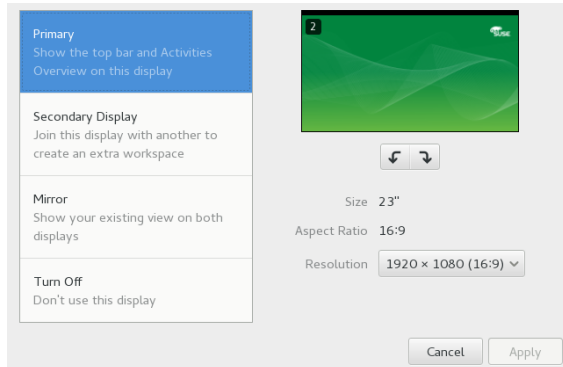 Primary
Show the top bar and Activities
Overview on this display
Secondary Display
Join this display with another to
create an extra workspace
Mirror
Show your existing view on both
displays
Turn Off
Don't use this display
2
SUSE
Size 23"
Aspect Ratio 16:9
Resolution 1920 × 1080 (16:9)
Cancel Apply